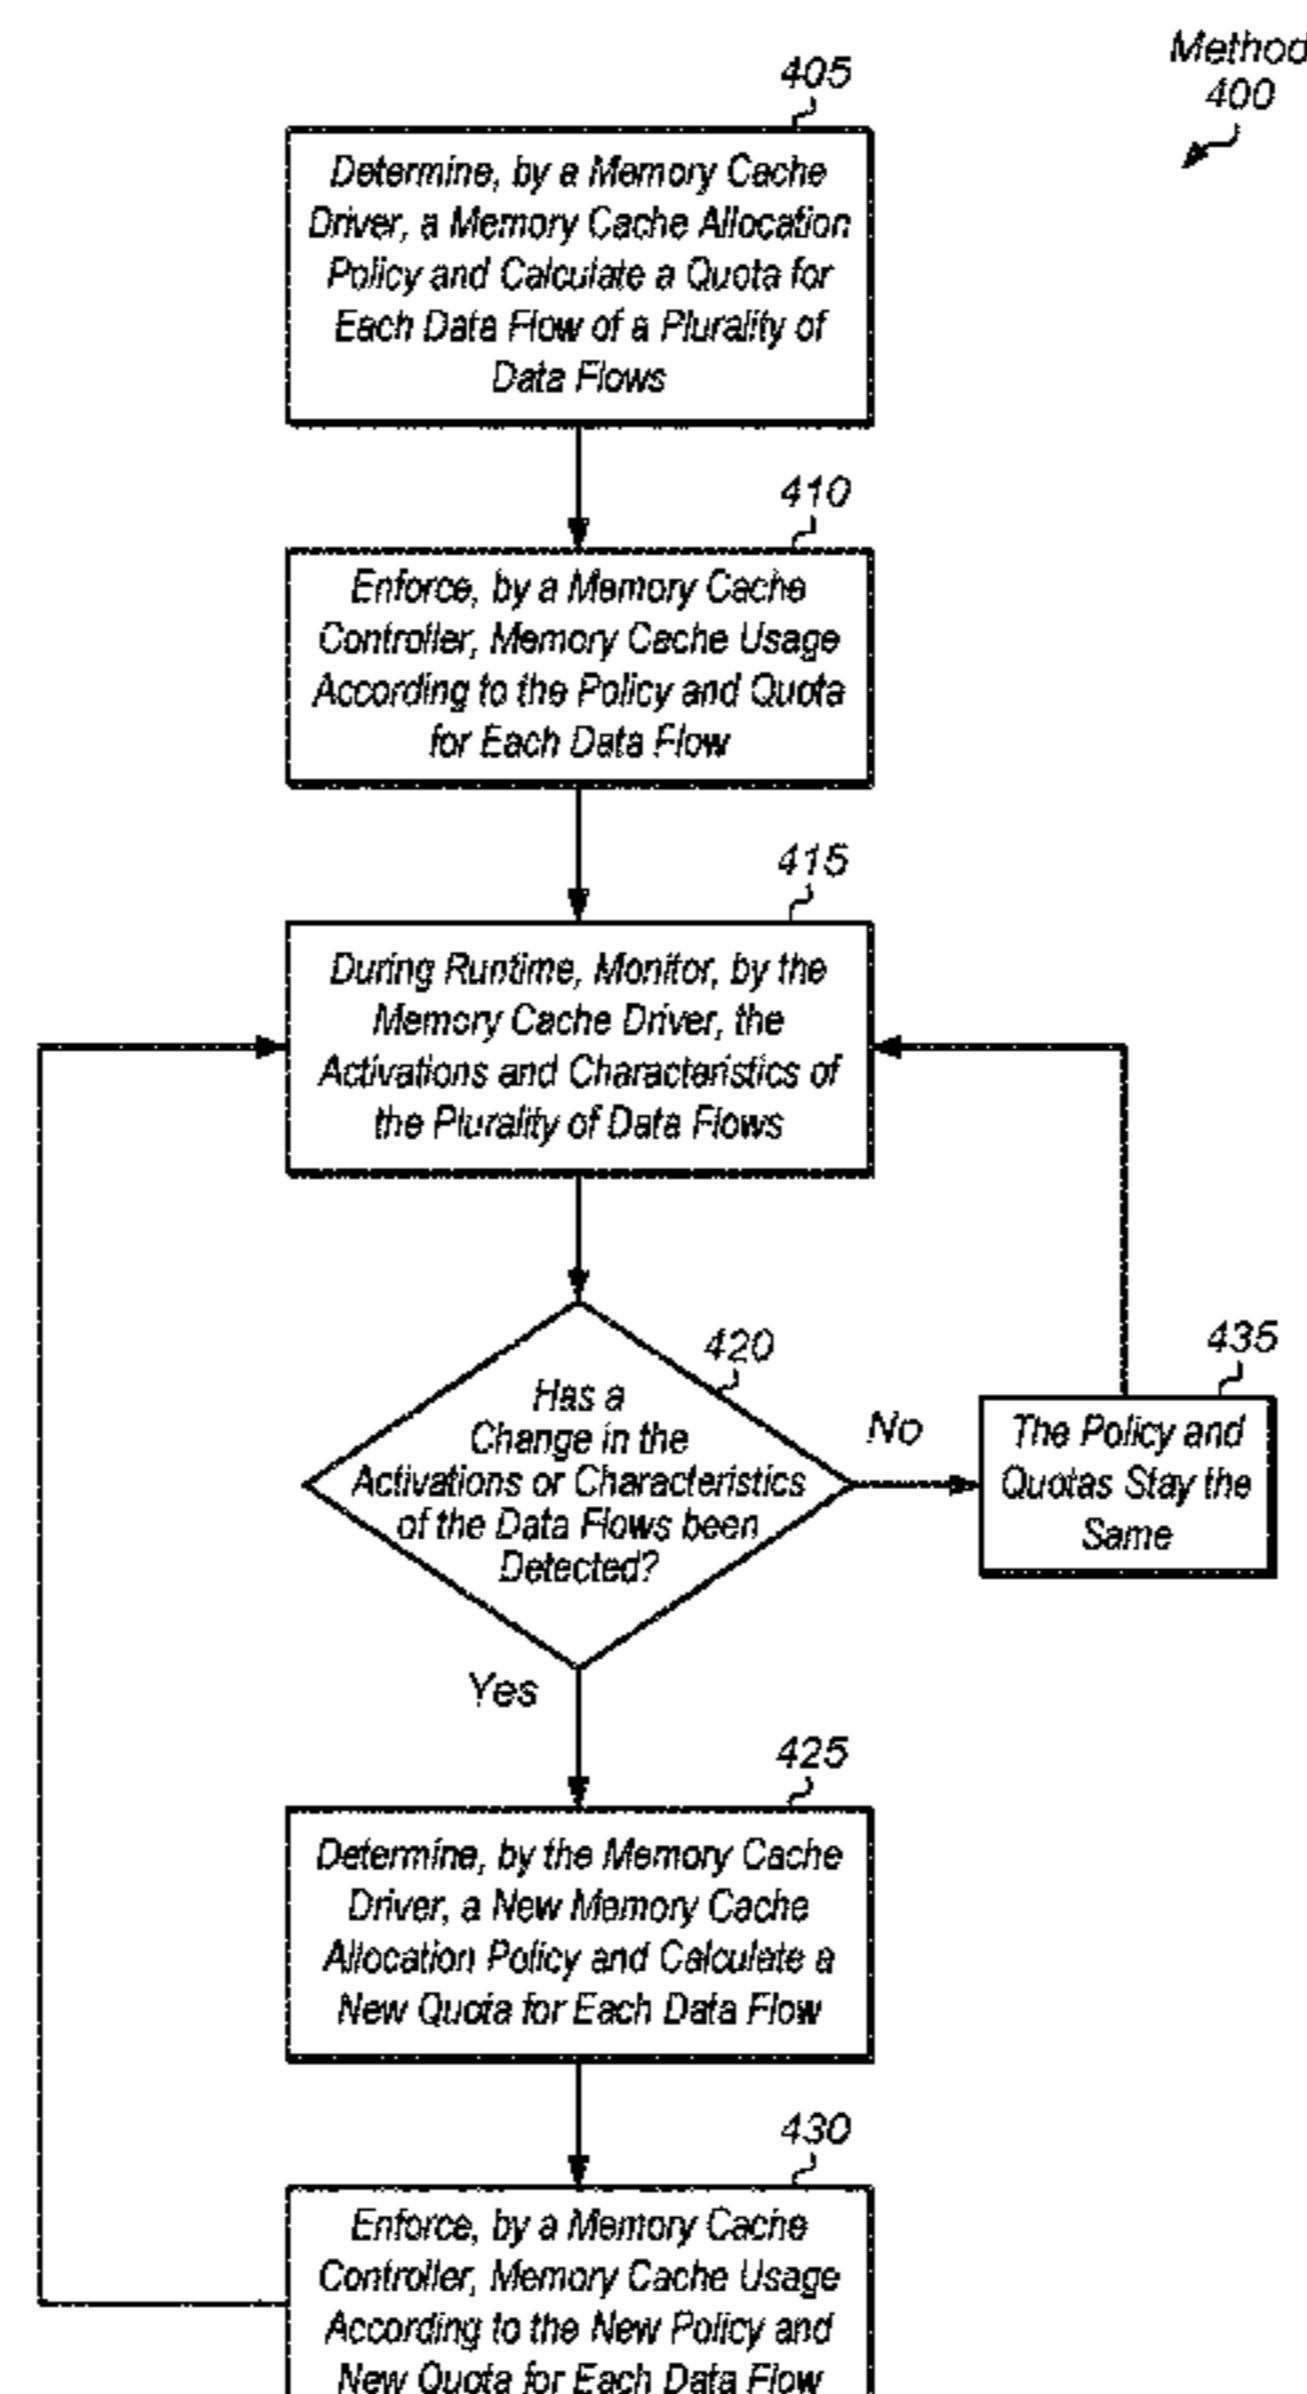 Method
400
405
Determine, by a Memory Cache
Driver, a Memory Cache Allocation
Policy and Calculate a Quota for
Each Data Flow of a Plurality of
Data Flows
410
Enforce, by a Memory Cache
Controller, Memory Cache Usage
According to the Policy and Quota
for Each Data Flow
415
During Runtime, Monitor, by the
Memory Cache Driver, the
Activations and Characteristics of
the Plurality of Data Flows
420
Has a
Change in the
Activations or Characteristics
of the Data Flows been
Detected?
No
435
The Policy and
Quotas Stay the
Same
Yes
425
Determine, by the Memory Cache
Driver, a New Memory Cache
Allocation Policy and Calculate a
New Quota for Each Data Flow
430
Enforce, by a Memory Cache
Controller, Memory Cache Usage
According to the New Policy and
New Quota for Each Data Flow